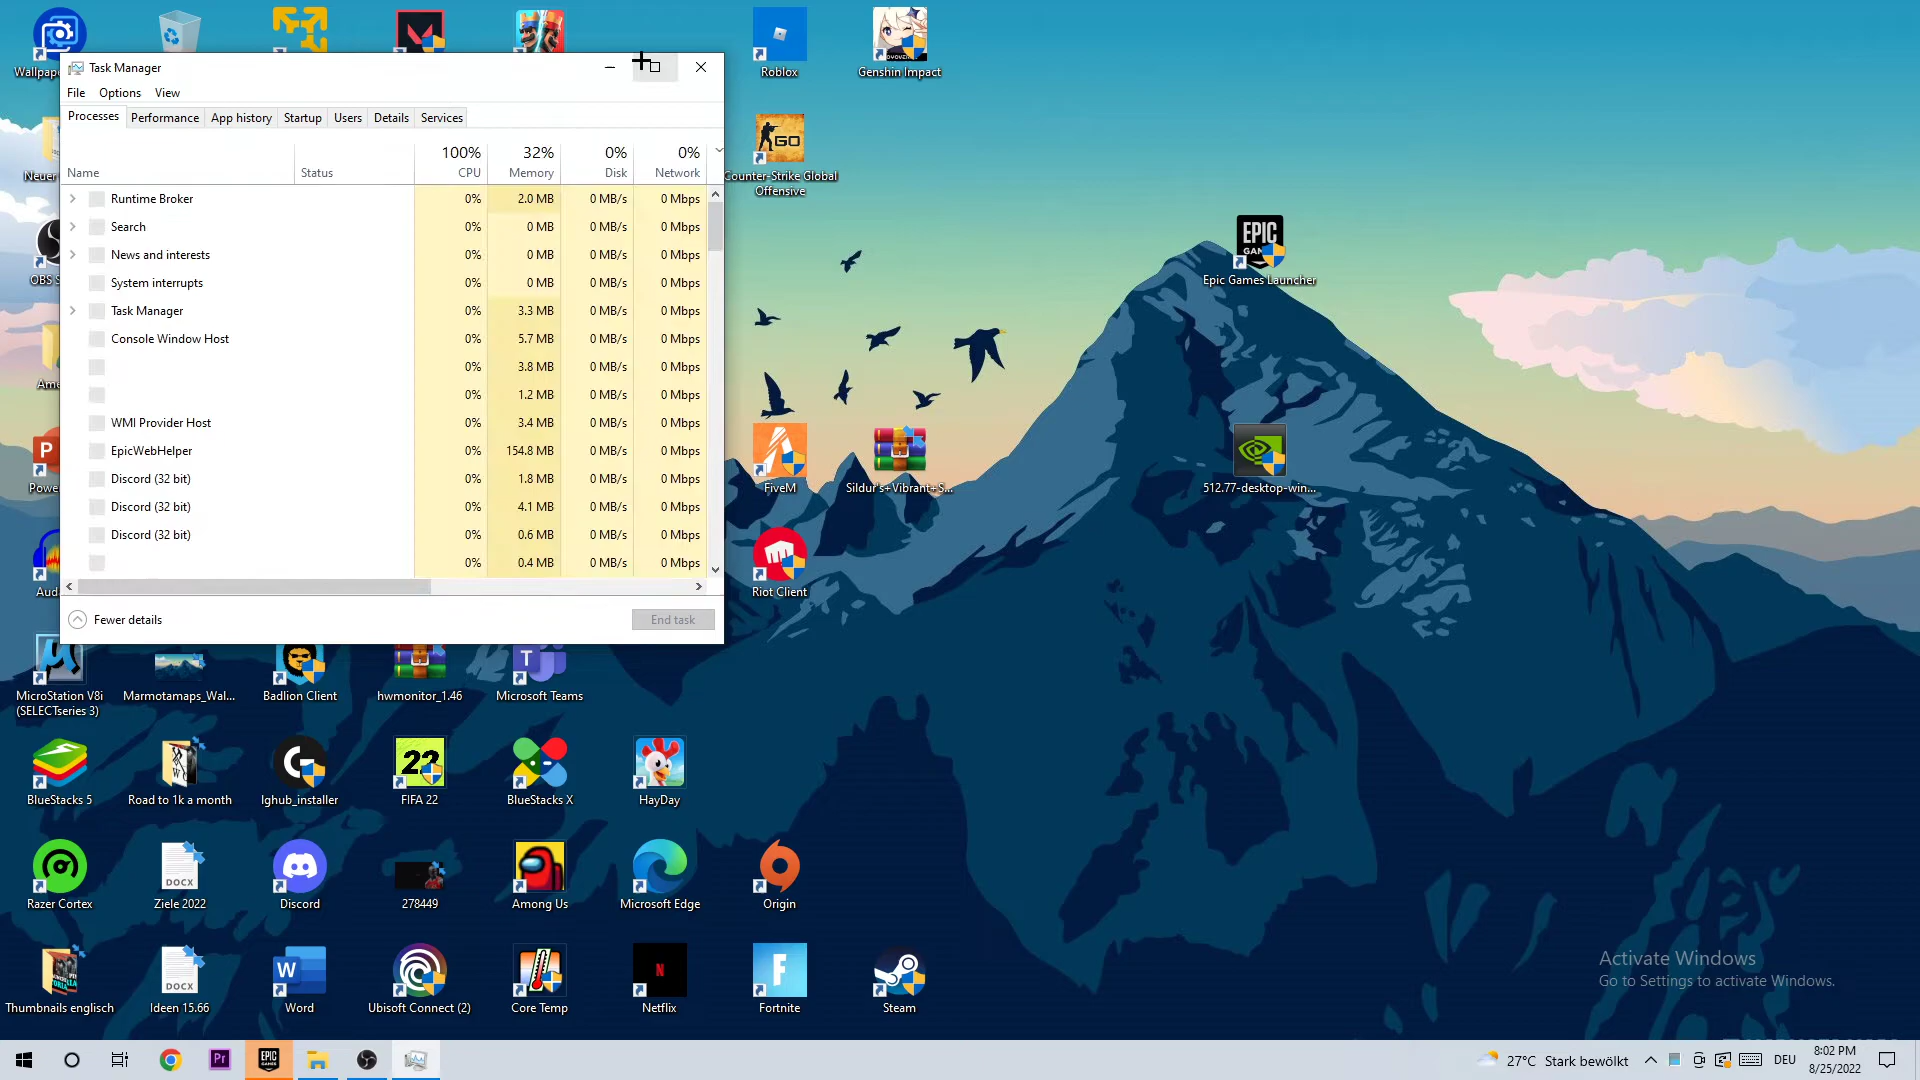 Roblox
Genshin Impact
Task Manager
File Options View
Processes Performance App history Startup Users Details Services
100% 32% 0% 0%
Name Status CPU Memory Disk Network
Runtime Broker 0% 2.0 MB 0 MB/s 0 Mbps
Search 0% 0 MB 0 MB/s 0 Mbps
News and interests 0% 0 MB 0 MB/s 0 Mbps
System interrupts 0% 0 MB 0 MB/s 0 Mbps
Task Manager 0% 3.3 MB 0 MB/s 0 Mbps
Console Window Host 0% 5.7 MB 0 MB/s 0 Mbps
0% 3.8 MB 0 MB/s 0 Mbps
0% 1.2 MB 0 MB/s 0 Mbps
WMI Provider Host 0% 3.4 MB 0 MB/s 0 Mbps
EpicWebHelper 0% 154.8 MB 0 MB/s 0 Mbps
Discord (32 bit) 0% 1.8 MB 0 MB/s 0 Mbps
Discord (32 bit) 0% 4.1 MB 0 MB/s 0 Mbps
Discord (32 bit) 0% 0.6 MB 0 MB/s 0 Mbps
0% 0.4 MB 0 MB/s 0 Mbps
Fewer details End task
GO
Counter-Strike Global
Offensive
EPIC
Epic Games Launcher
FiveM
Sildur's+Vibrant+S...
512.77-desktop-win...
Riot Client
MicroStation V8i
(SELECTseries 3)
Marmotamaps_Wal...
Badlion Client
hwmonitor_1.46
Microsoft Teams
BlueStacks 5
Road to 1k a month
lghub_installer
22
FIFA 22
BlueStacks X
HayDay
Razer Cortex
DOCX
Ziele 2022
Discord
278449
Among Us
Microsoft Edge
Origin
Thumbnails englisch
DOCX
Ideen 15.66
Word
Ubisoft Connect (2)
Core Temp
Netflix
Fortnite
Steam
Activate Windows
Go to Settings to activate Windows.
Pr
EPIC
GAMES
27°C Stark bewölkt
DEU
8:02 PM
8/25/2022